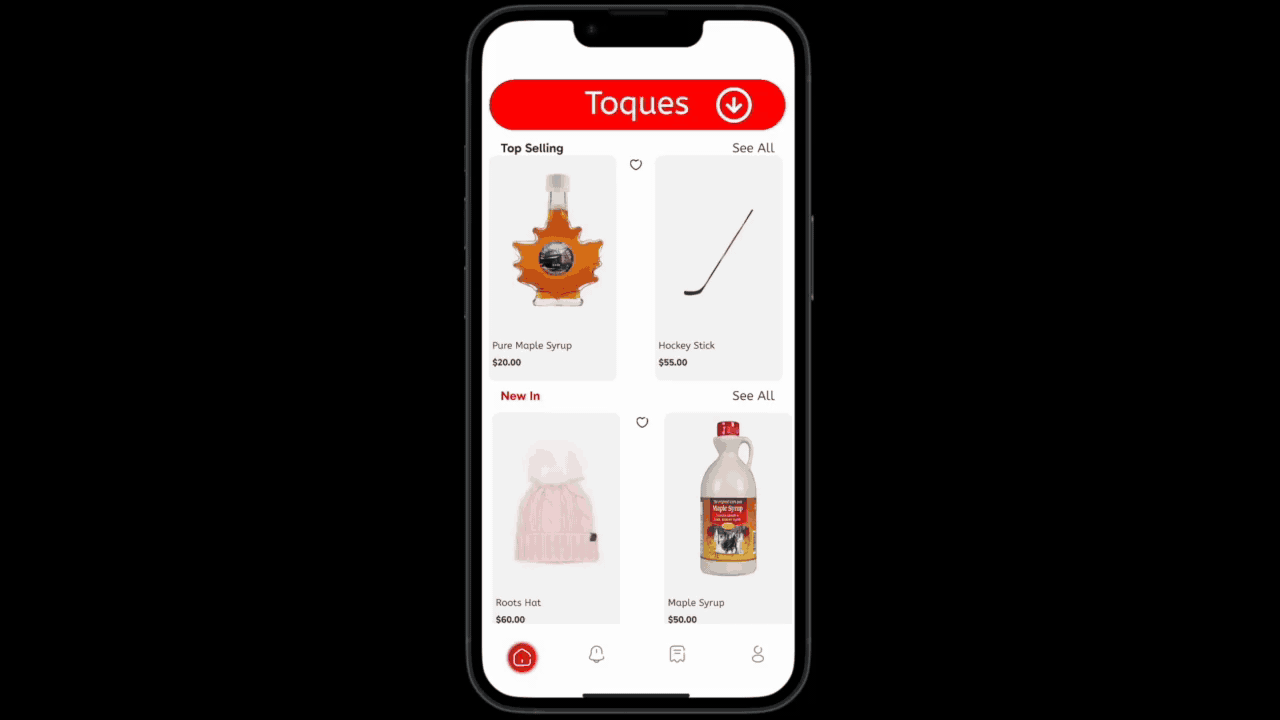 Toques
Top Selling
See All
Pure Maple Syrup
$20.00
Hockey Stick
$55.00
New In
See All
Maple Syrup
Roots Hat
$60.00
Maple Syrup
$50.00